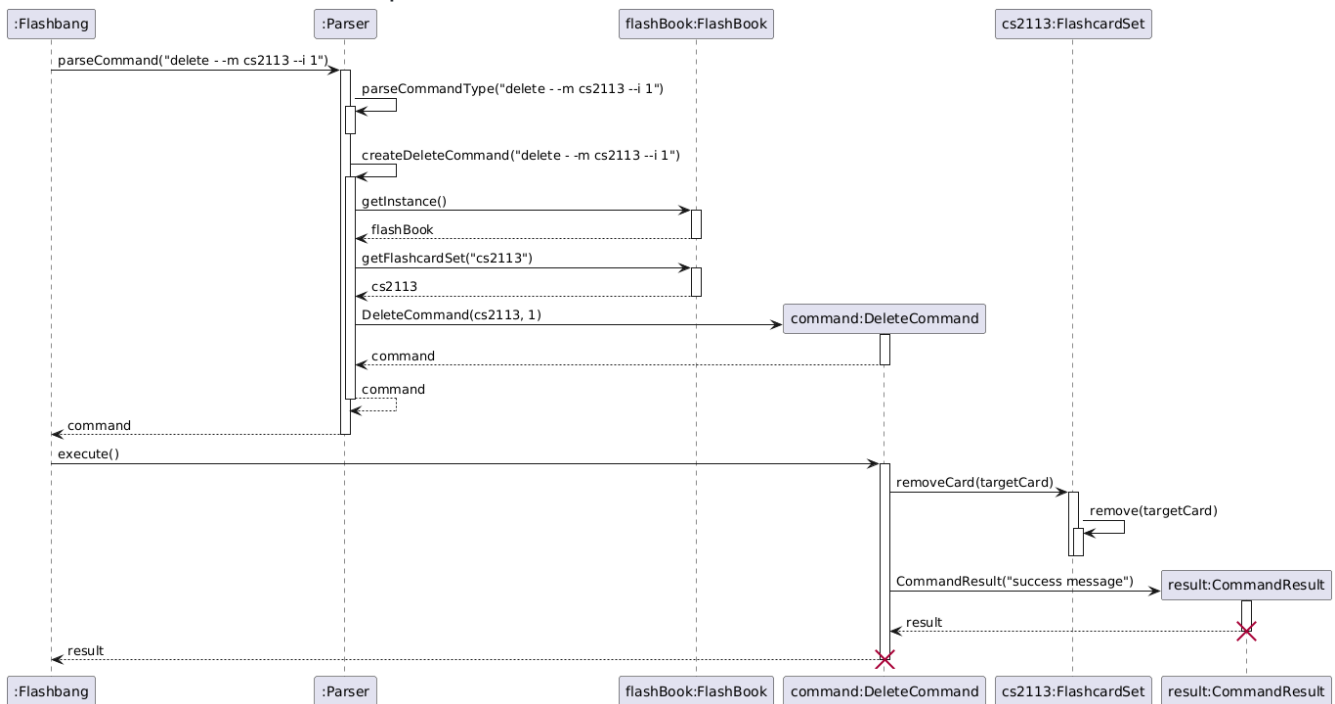 :Flashbang
:Parser
flashBook:FlashBook
cs2113:FlashcardSet
parseCommand("delete - -m cs2113 --i 1")
parseCommandType("delete - -m cs2113 --i 1")
createDeleteCommand("delete - -m cs2113 --i 1")
getInstance()
flashBook
getFlashcardSet("cs2113")
cs2113
DeleteCommand(cs2113, 1)
command:DeleteCommand
command
command
command
execute()
removeCard(targetCard)
remove(targetCard)
CommandResult("success message")
result:CommandResult
result
result
:Flashbang
:Parser
flashBook:FlashBook
command:DeleteCommand
cs2113:FlashcardSet
result:CommandResult